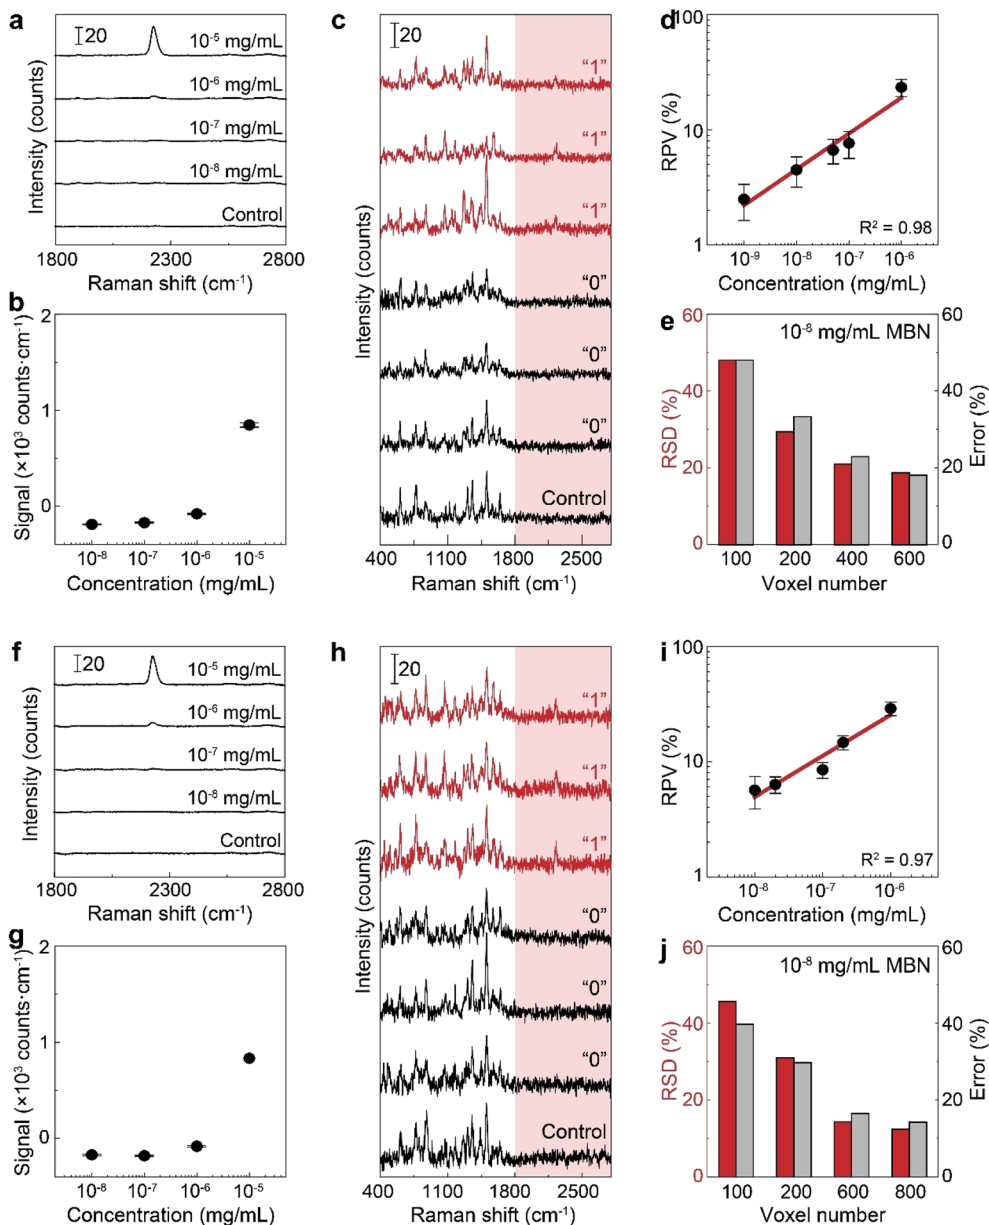 a
20
10⁻⁵ mg/mL
10⁻⁶ mg/mL
10⁻⁷ mg/mL
10⁻⁸ mg/mL
Control
Intensity (counts)
1800 2300 2800
Raman shift (cm⁻¹)
b
2
1
0
Signal (×10³ counts·cm⁻¹)
10⁻⁸ 10⁻⁷ 10⁻⁶ 10⁻⁵
Concentration (mg/mL)
c
20
“1”
“1”
“1”
“0”
“0”
“0”
Control
Intensity (counts)
400 1100 1800 2500
Raman shift (cm⁻¹)
d
100
10
1
RPV (%)
R² = 0.98
10⁻⁹ 10⁻⁸ 10⁻⁷ 10⁻⁶
Concentration (mg/mL)
e
10⁻⁸ mg/mL MBN
60 60
40 40
20 20
0 0
RSD (%)
Error (%)
100 200 400 600
Voxel number
f
20
10⁻⁵ mg/mL
10⁻⁶ mg/mL
10⁻⁷ mg/mL
10⁻⁸ mg/mL
Control
Intensity (counts)
1800 2300 2800
Raman shift (cm⁻¹)
g
2
1
0
Signal (×10³ counts·cm⁻¹)
10⁻⁸ 10⁻⁷ 10⁻⁶ 10⁻⁵
Concentration (mg/mL)
h
20
“1”
“1”
“1”
“0”
“0”
“0”
Control
Intensity (counts)
400 1100 1800 2500
Raman shift (cm⁻¹)
i
100
10
1
RPV (%)
R² = 0.97
10⁻⁸ 10⁻⁷ 10⁻⁶
Concentration (mg/mL)
j
10⁻⁸ mg/mL MBN
60 60
40 40
20 20
0 0
RSD (%)
Error (%)
100 200 600 800
Voxel number